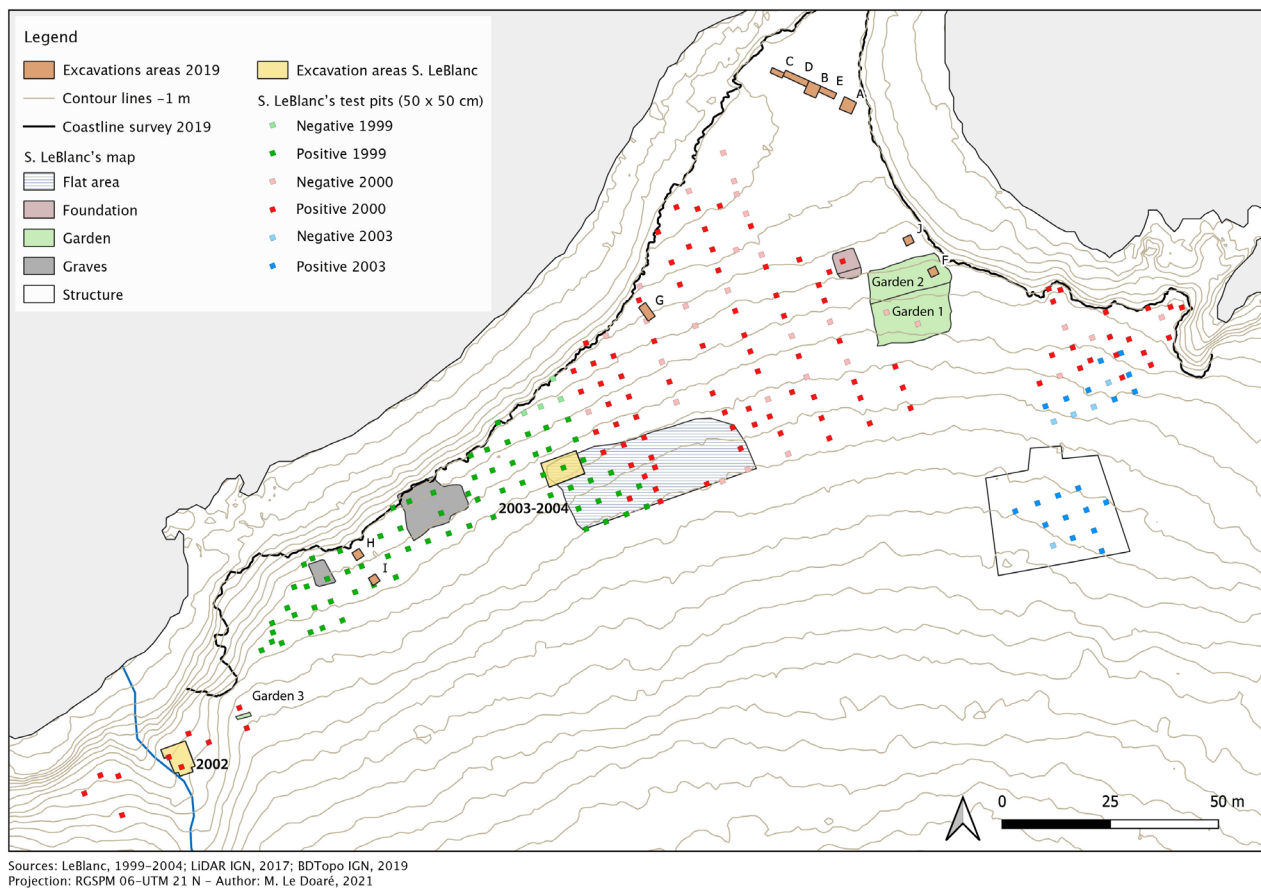 Legend
Excavations areas 2019
Contour lines -1 m
Coastline survey 2019
S. LeBlanc's map
Flat area
Foundation
Garden
Graves
Structure
Excavation areas S. LeBlanc
S. LeBlanc's test pits (50 x 50 cm)
Negative 1999
Positive 1999
Negative 2000
Positive 2000
Negative 2003
Positive 2003
C
D
B
E
A
J
F
Garden 2
Garden 1
G
2003-2004
H
I
Garden 3
2002
0 25 50 m
Sources: LeBlanc, 1999-2004; LiDAR IGN, 2017; BDTopo IGN, 2019
Projection: RGSPM 06-UTM 21 N - Author: M. Le Doaré, 2021